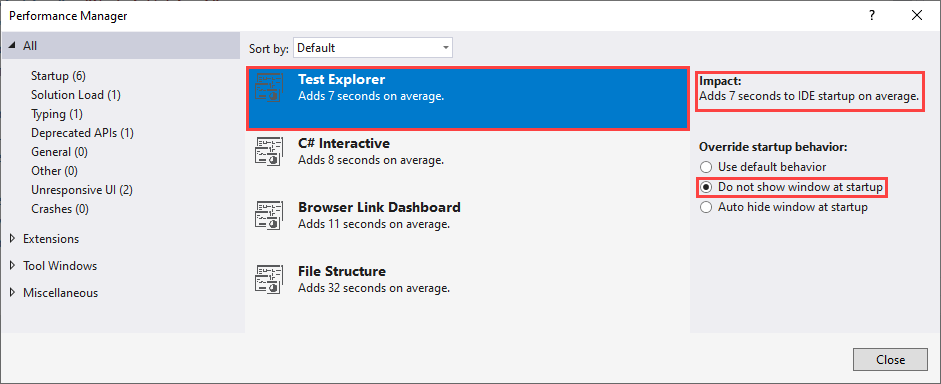 Performance Manager
?
All
Startup (6)
Solution Load (1)
Typing (1)
Deprecated APIs (1)
General (0)
Other (0)
Unresponsive UI (2)
Crashes (0)
Extensions
Tool Windows
Miscellaneous
Sort by: Default
Test Explorer
Adds 7 seconds on average.
C# Interactive
Adds 8 seconds on average.
Browser Link Dashboard
Adds 11 seconds on average.
File Structure
Adds 32 seconds on average.
Impact:
Adds 7 seconds to IDE startup on average.
Override startup behavior:
Use default behavior
Do not show window at startup
Auto hide window at startup
Close